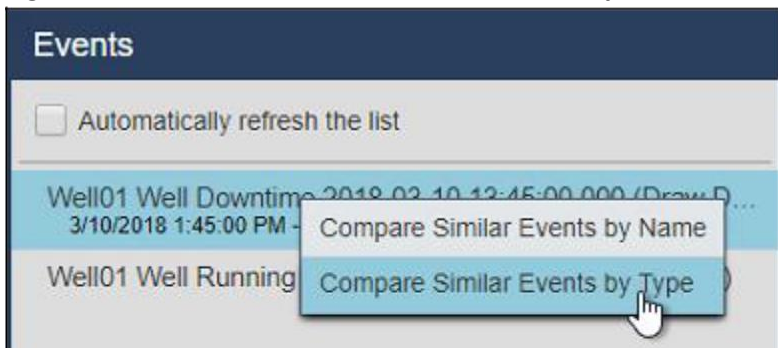 Events
Automatically refresh the list
Well01 Well Downtime 2018-03-10 13:45:00.000 (Draw D...
3/10/2018 1:45:00 PM -
Compare Similar Events by Name
Well01 Well Running
Compare Similar Events by Type
)